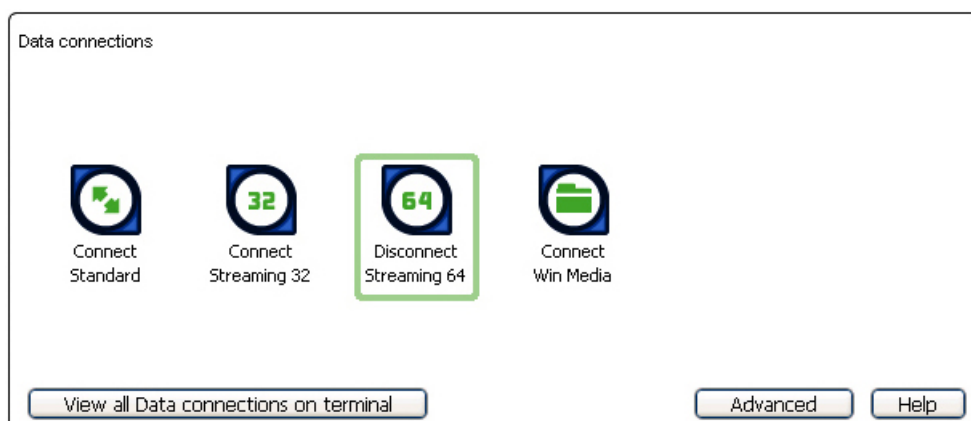 Data connections
32
64
Connect
Standard
Connect
Streaming 32
Disconnect
Streaming 64
Connect
Win Media
View all Data connections on terminal
Advanced
Help